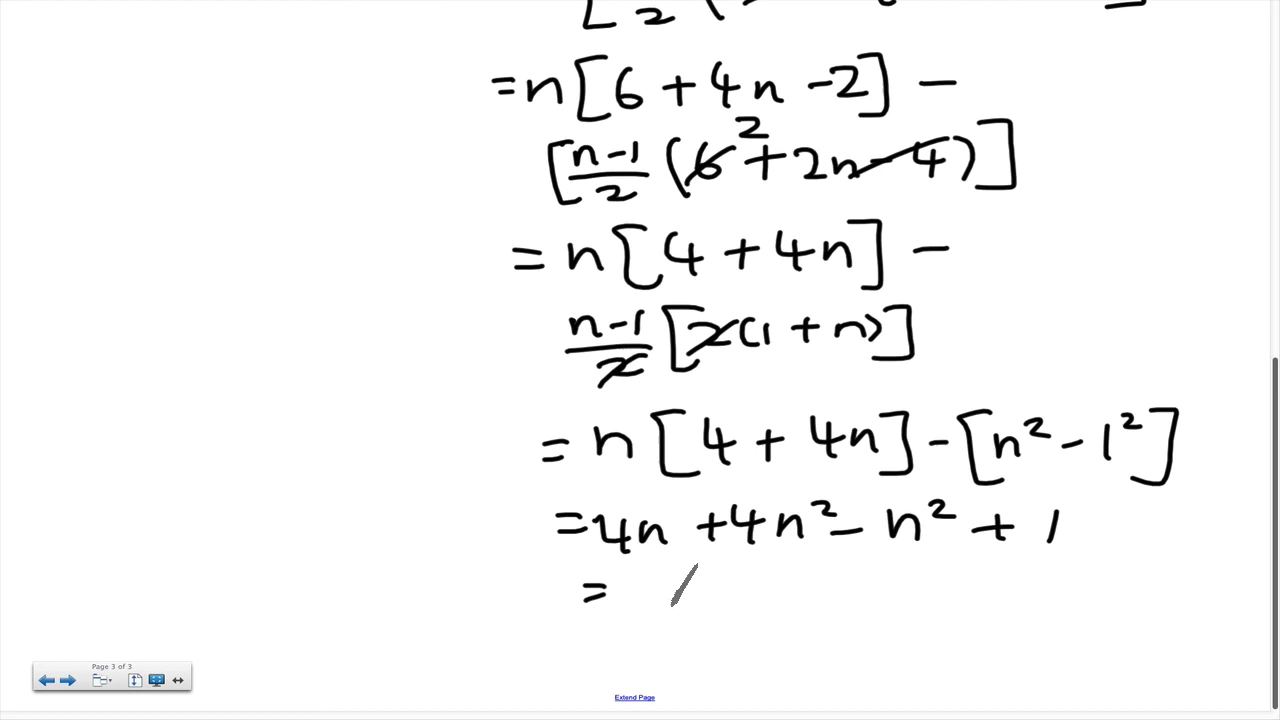 = n[6 + 4n - 2] -
[n-1/2 (6 2 + 2n - 4)]
= n[4 + 4n] -
n-1/2 [2(1 + n)]
= n[4 + 4n] - [n² - 1²]
= 4n + 4n² - n² + 1
=
Page 3 of 3
Extend Page